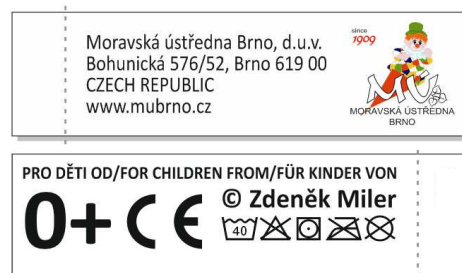 Moravská ústředna Brno, d.u.v.
Bohunická 576/52, Brno 619 00
CZECH REPUBLIC
www.mubrno.cz
since
1909
MÚ
MORAVSKÁ ÚSTŘEDNA
BRNO
PRO DĚTI OD/FOR CHILDREN FROM/FÜR KINDER VON
0+ CE
© Zdeněk Miler
40